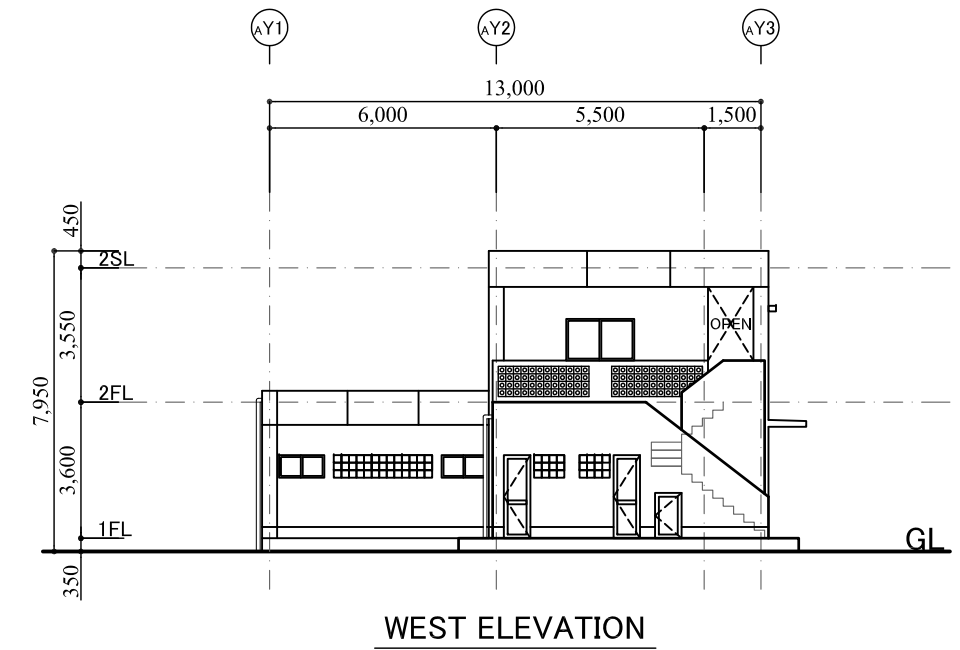 AY1 AY2 AY3
13,000
6,000 5,500 1,500
450
2SL
3,550
OPEN
7,950
2FL
3,600
1FL
GL
350
WEST ELEVATION